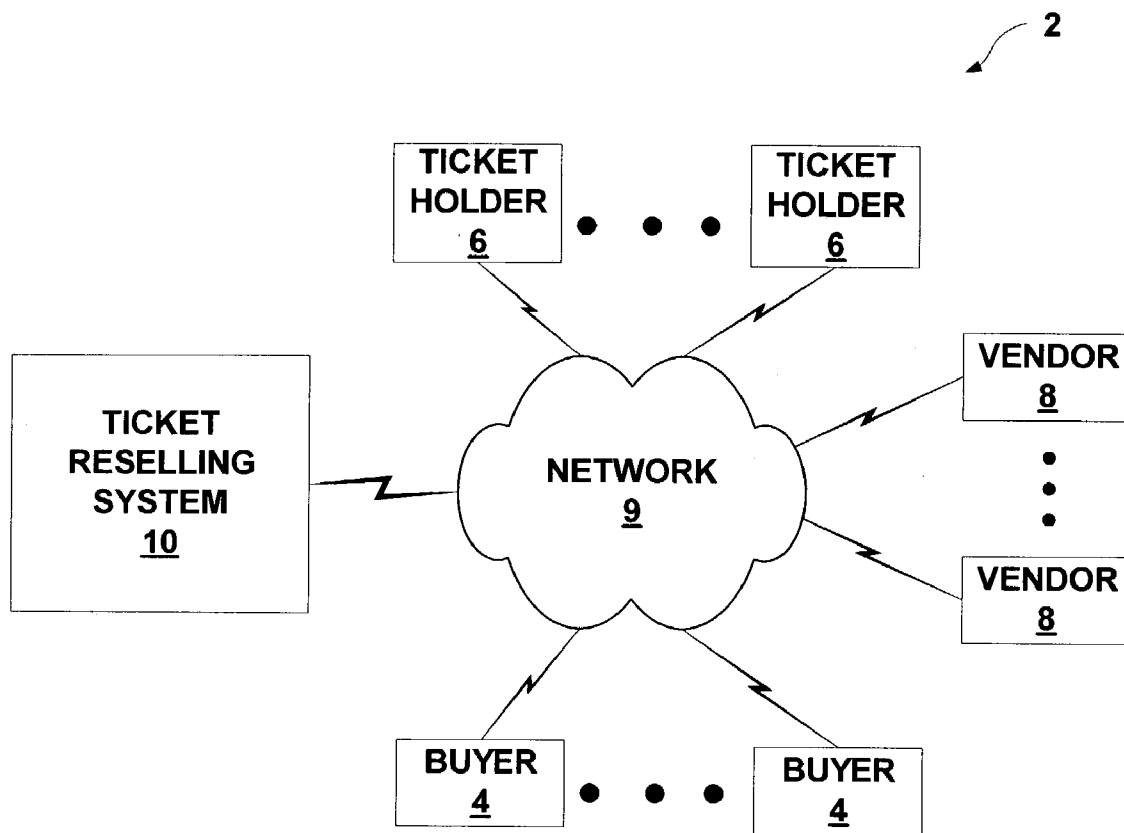 2
TICKET
HOLDER
6
TICKET
HOLDER
6
VENDOR
8
TICKET
RESELLING
SYSTEM
10
NETWORK
9
VENDOR
8
BUYER
4
BUYER
4